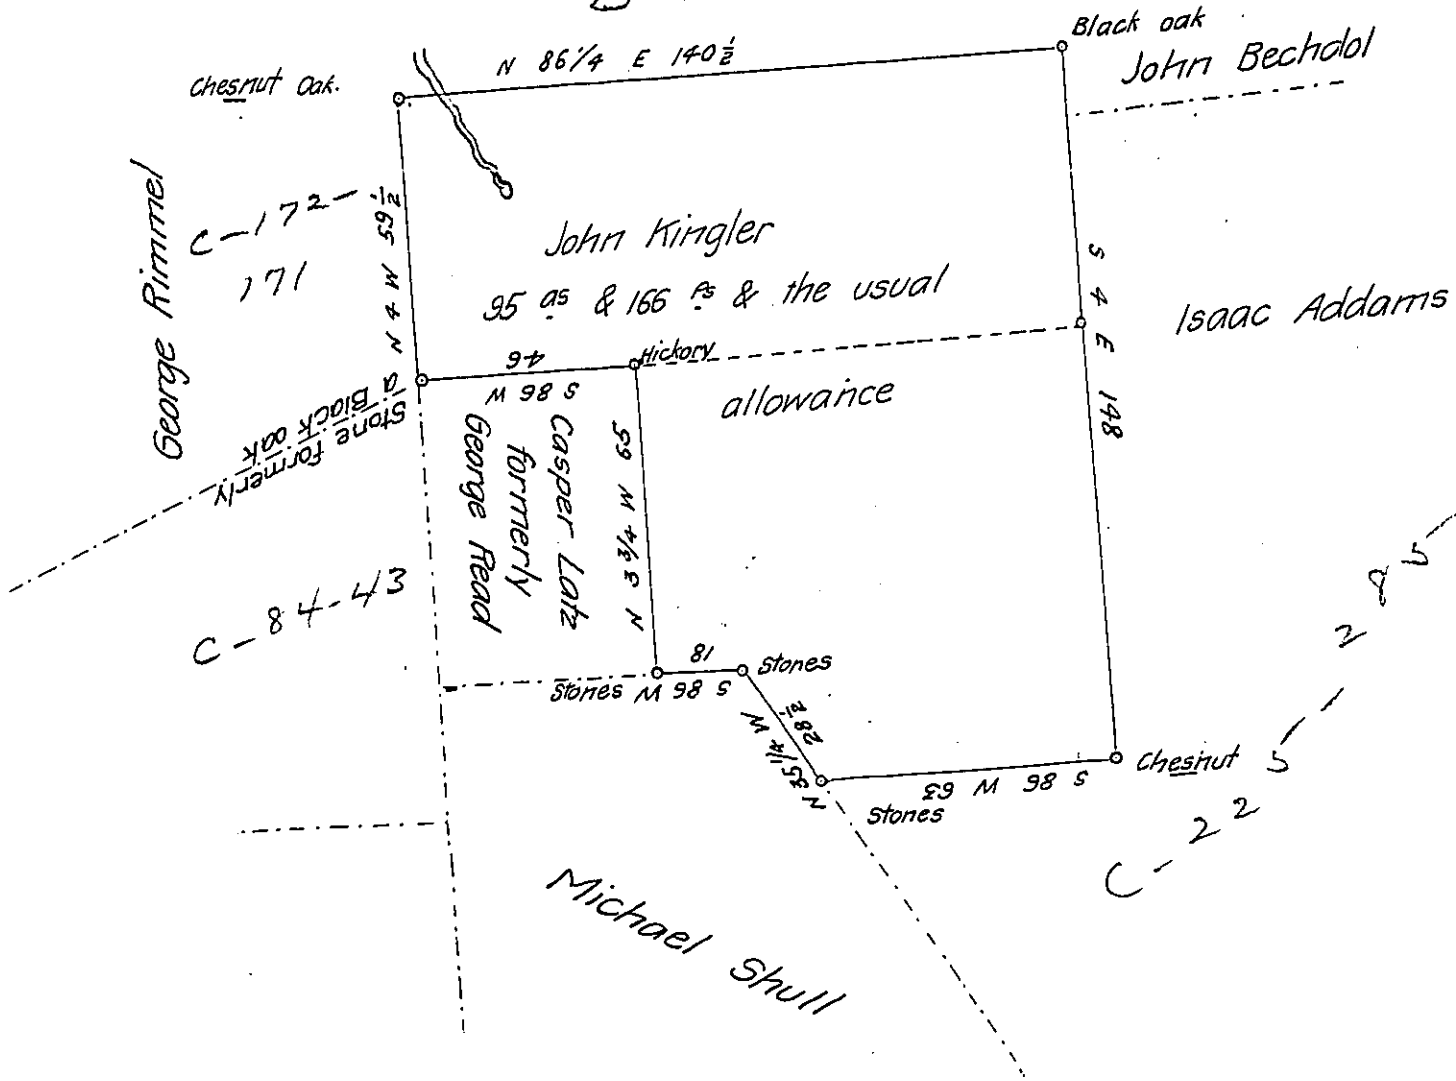 Black oak
John Bechdol
N 86 1/4 E 140 1/2
Chesnut Oak.
George Rimmel
C-172-
171
N 4 W 59 1/2
John Kingler
95 as & 166 Ps & the usual
allowance
S 4 E 148
Isaac Addams
Hickory
S 86 W
46
a Stone formerly
Black oak
Casper Latz
formerly
George Read
N 3 3/4 W 65
C-84-43
Stones
S 86 W
18
Stones
N 35 1/4 W
28 1/2
Stones
S 86 W 63
Chesnut
C-225-285
Michael Shull